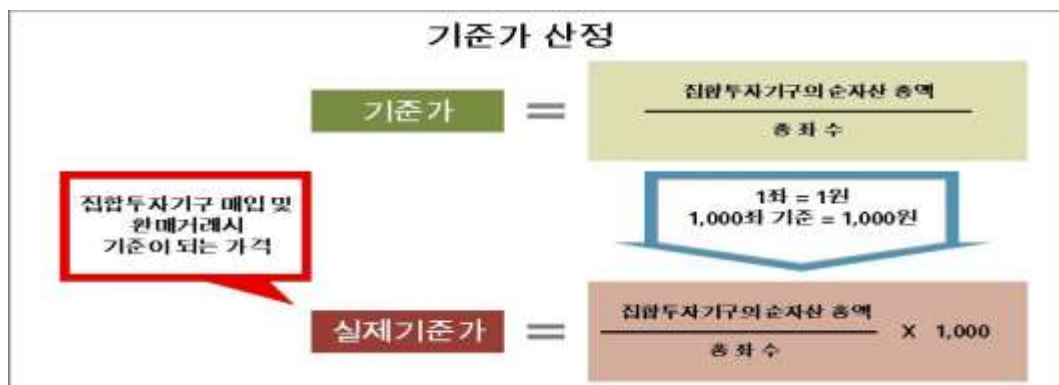 기준가 산정
기준가 =
집합투자기구의 순자산 총액
총 좌 수
집합투자기구 매입 및
환매거래시
기준이 되는 가격
1좌 = 1원
1,000좌 기준 = 1,000원
실제기준가 =
집합투자기구의 순자산 총액
총 좌 수
X 1,000